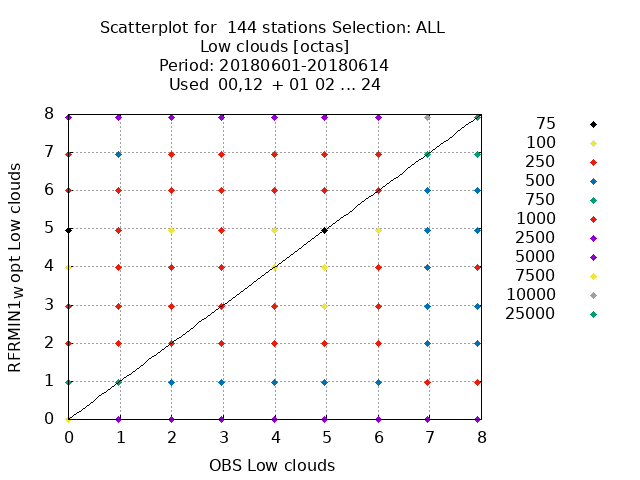 Scatterplot for  144 stations Selection: ALL
Low clouds [octas]
Period: 20180601-20180614
Used  00,12  + 01 02 ... 24
8
7
6
5
4
3
2
1
0
RFRMIN1w opt Low clouds
0 1 2 3 4 5 6 7 8
OBS Low clouds
75
100
250
500
750
1000
2500
5000
7500
10000
25000